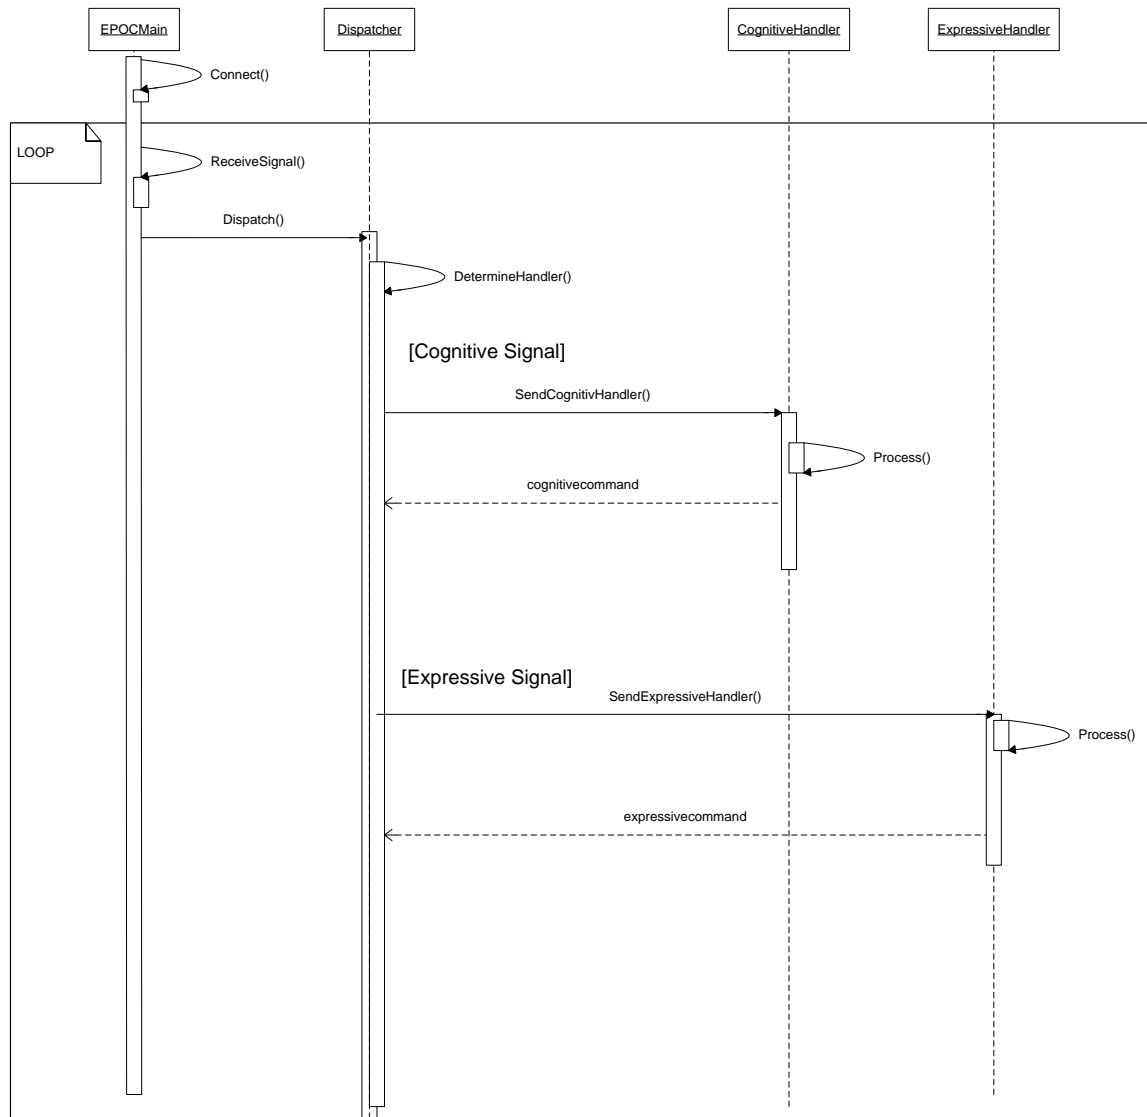 EPOCMain
Dispatcher
CognitiveHandler
ExpressiveHandler
Connect()
LOOP
ReceiveSignal()
Dispatch()
DetermineHandler()
[Cognitive Signal]
SendCognitivHandler()
Process()
cognitivecommand
[Expressive Signal]
SendExpressiveHandler()
Process()
expressivecommand